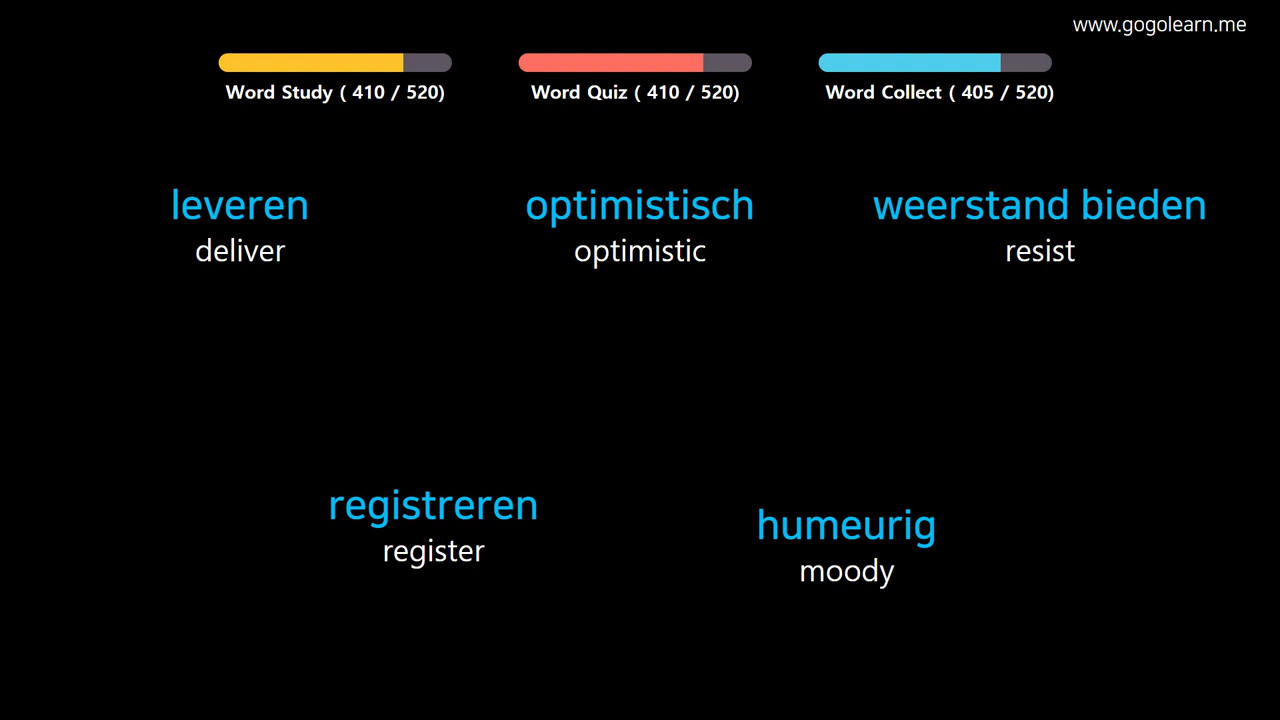 www.gogolearn.me
Word Study ( 410 / 520)
Word Quiz ( 410 / 520)
Word Collect ( 405 / 520)
leveren
deliver
optimistisch
optimistic
weerstand bieden
resist
registreren
register
humeurig
moody